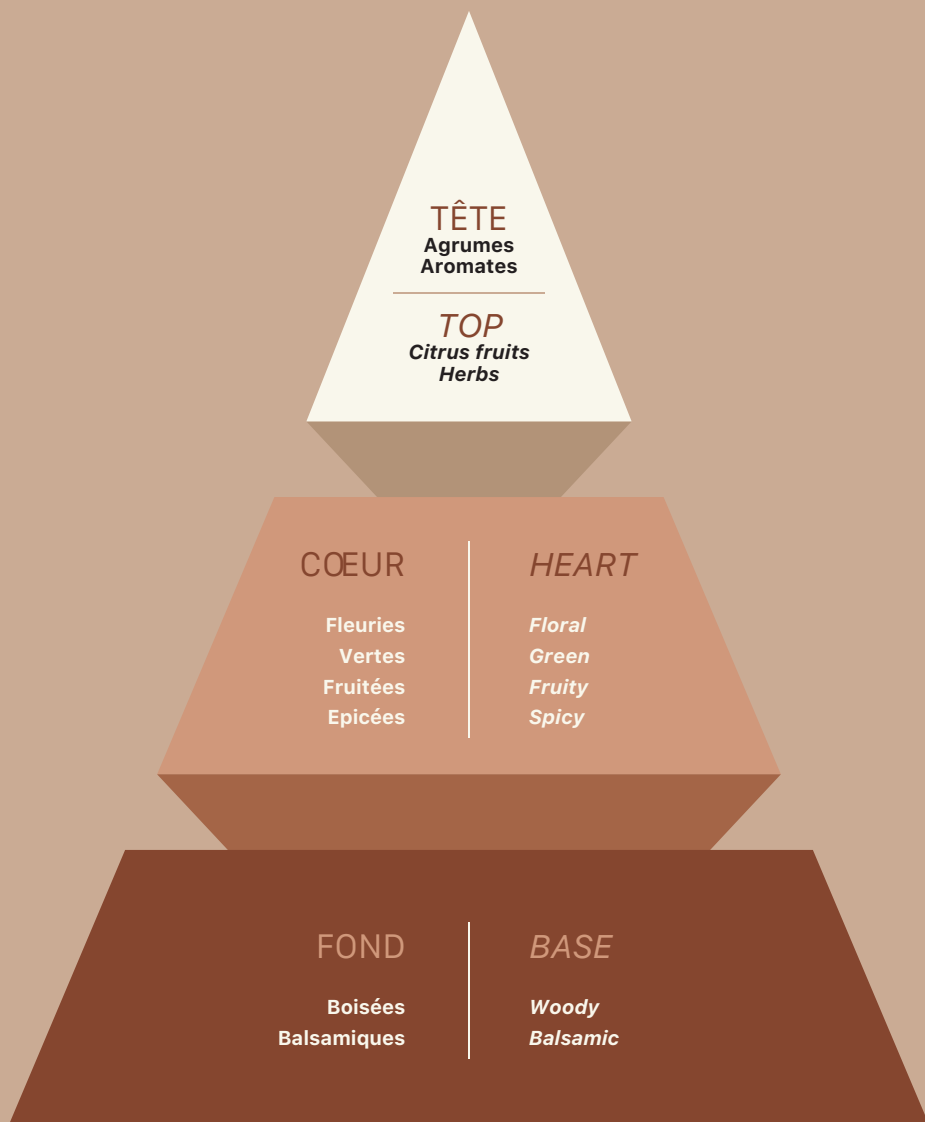 TÊTE
Agrumes
Aromates
TOP
Citrus fruits
Herbs
CŒUR
Fleuries
Vertes
Fruitées
Epicées
HEART
Floral
Green
Fruity
Spicy
FOND
Boisées
Balsamiques
BASE
Woody
Balsamic